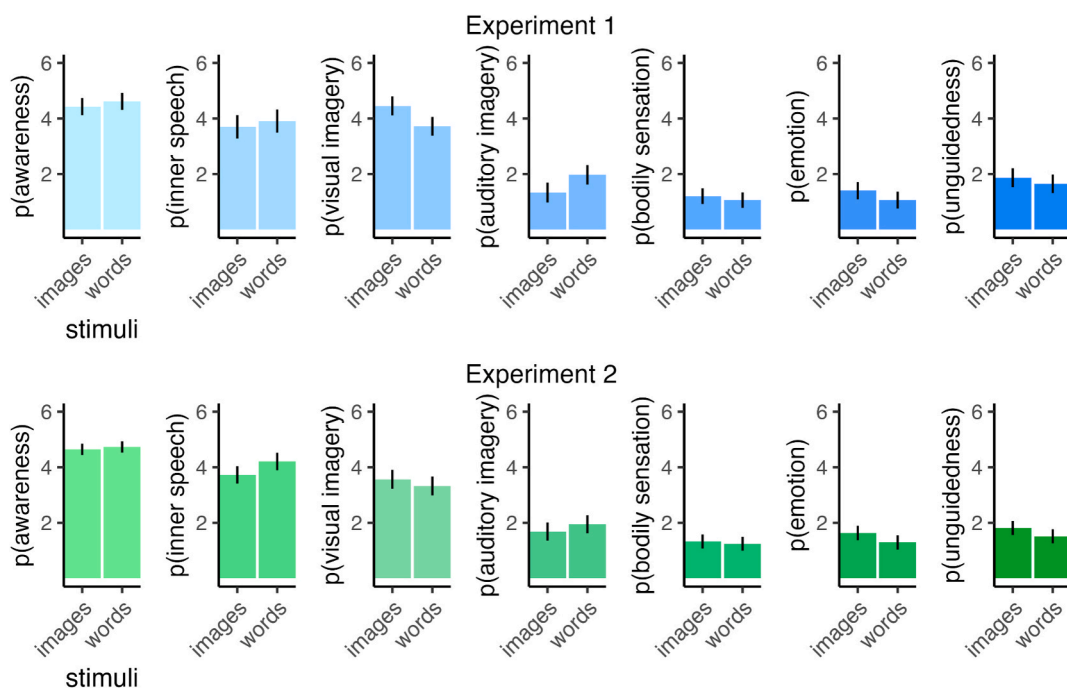 Experiment 1
p(awareness)
6
4
2
images
words
stimuli
p(inner speech)
6
4
2
images
words
p(visual imagery)
6
4
2
images
words
p(auditory imagery)
6
4
2
images
words
p(bodily sensation)
6
4
2
images
words
p(emotion)
6
4
2
images
words
p(unguidedness)
6
4
2
images
words
Experiment 2
p(awareness)
6
4
2
images
words
stimuli
p(inner speech)
6
4
2
images
words
p(visual imagery)
6
4
2
images
words
p(auditory imagery)
6
4
2
images
words
p(bodily sensation)
6
4
2
images
words
p(emotion)
6
4
2
images
words
p(unguidedness)
6
4
2
images
words